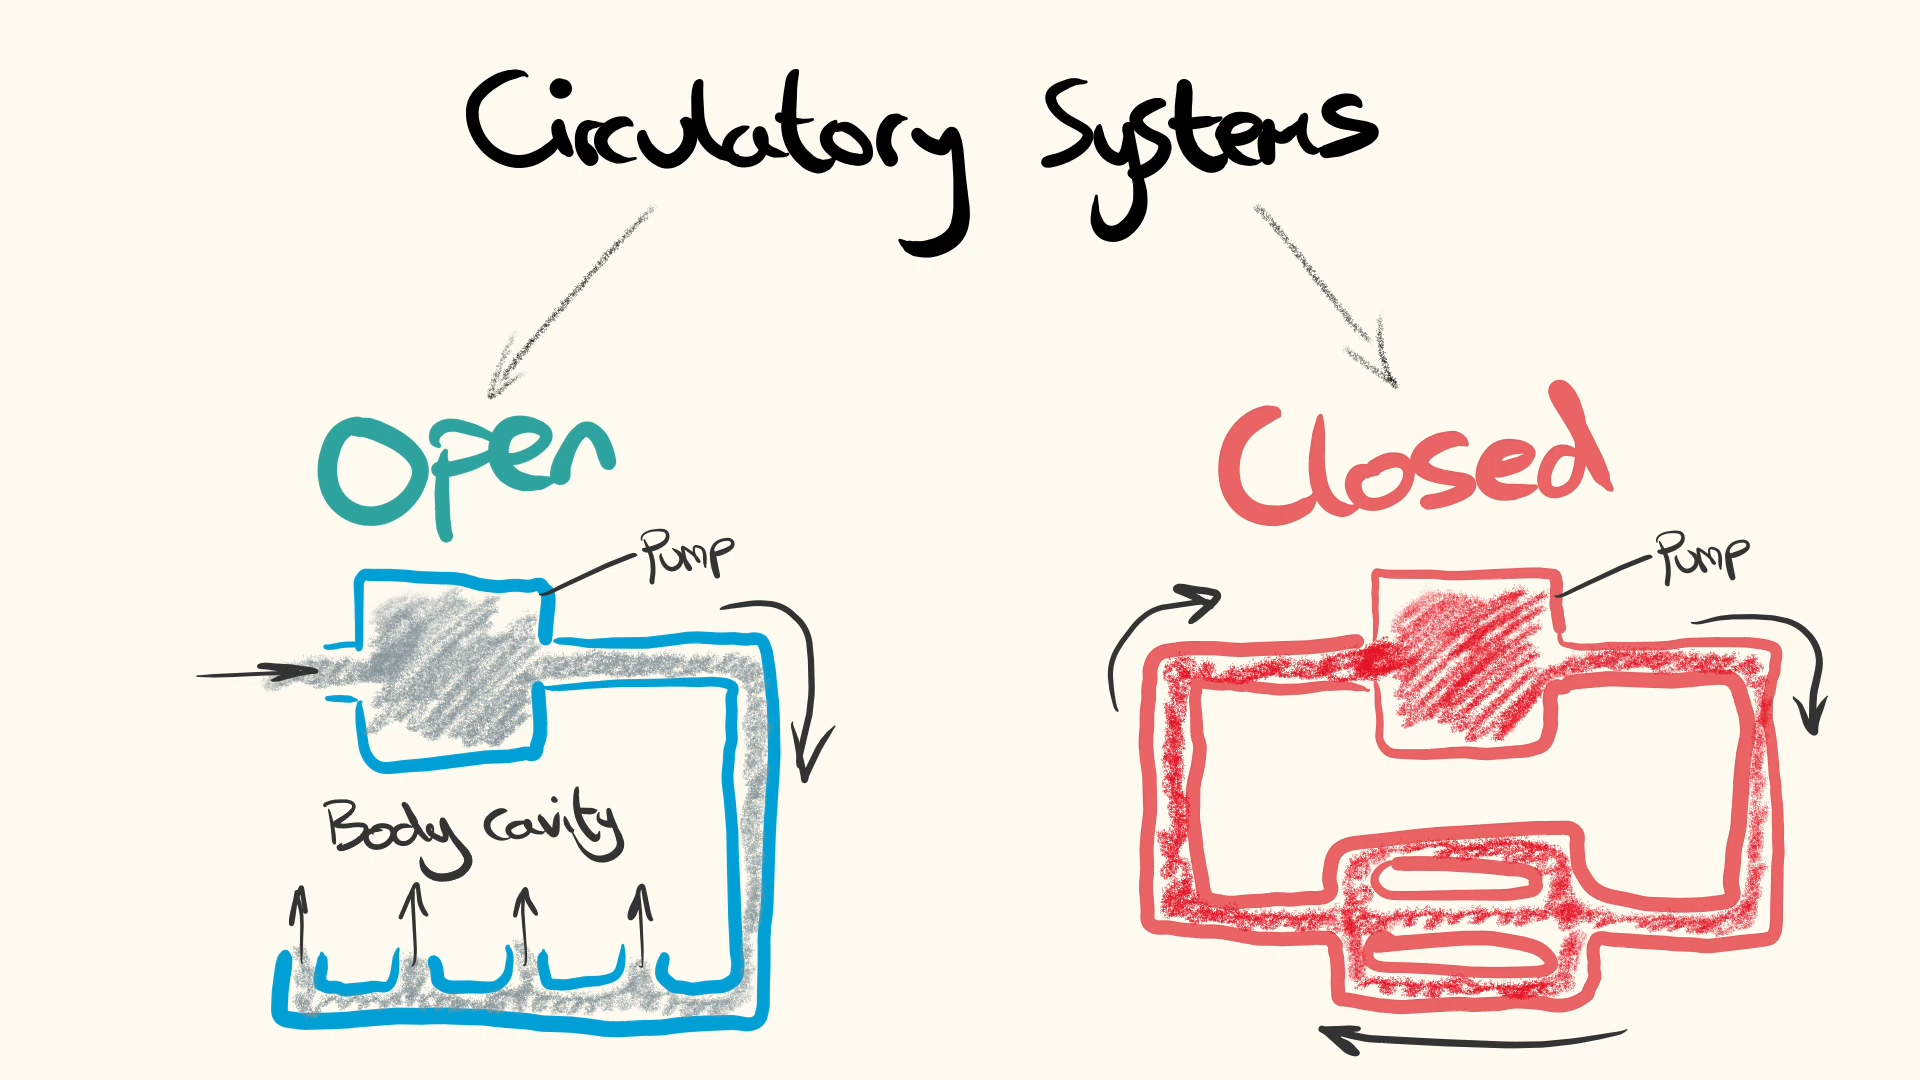 Circulatory Systems
Open
Closed
Pump
Pump
Body cavity